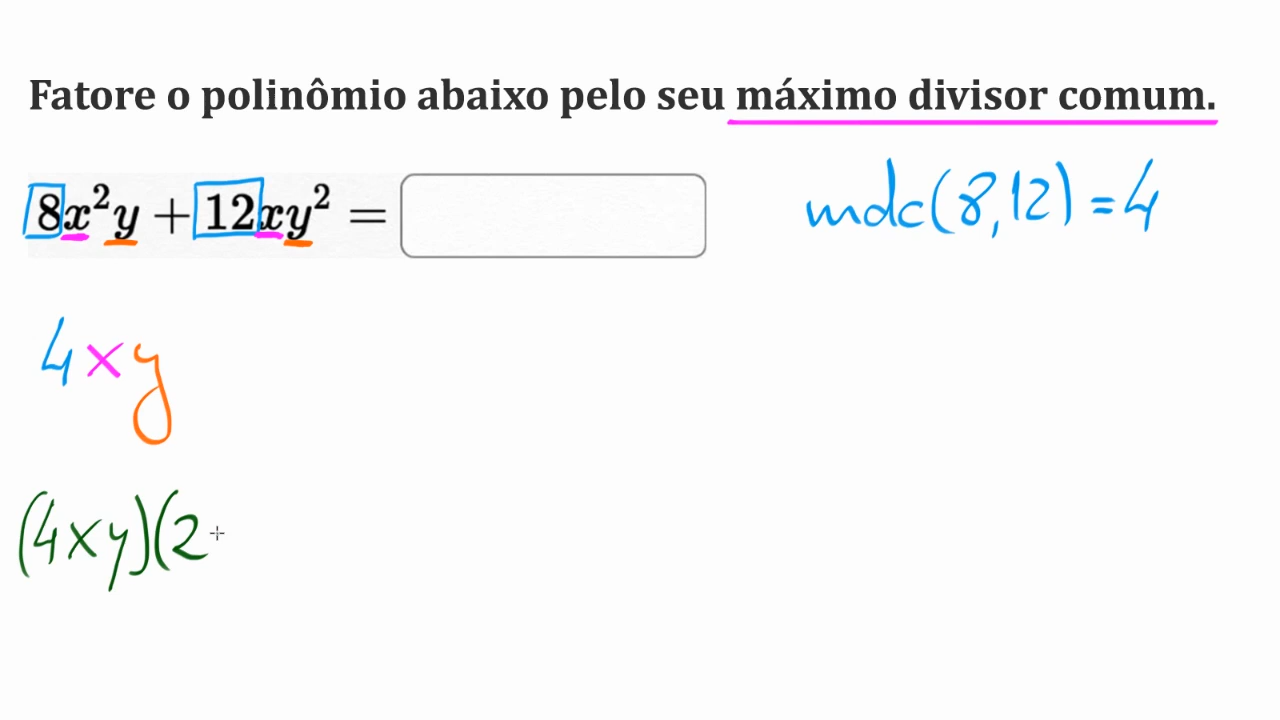 Fatore o polinômio abaixo pelo seu máximo divisor comum.
8x²y + 12xy² =
mdc(8,12) = 4
4xy
(4xy)(2